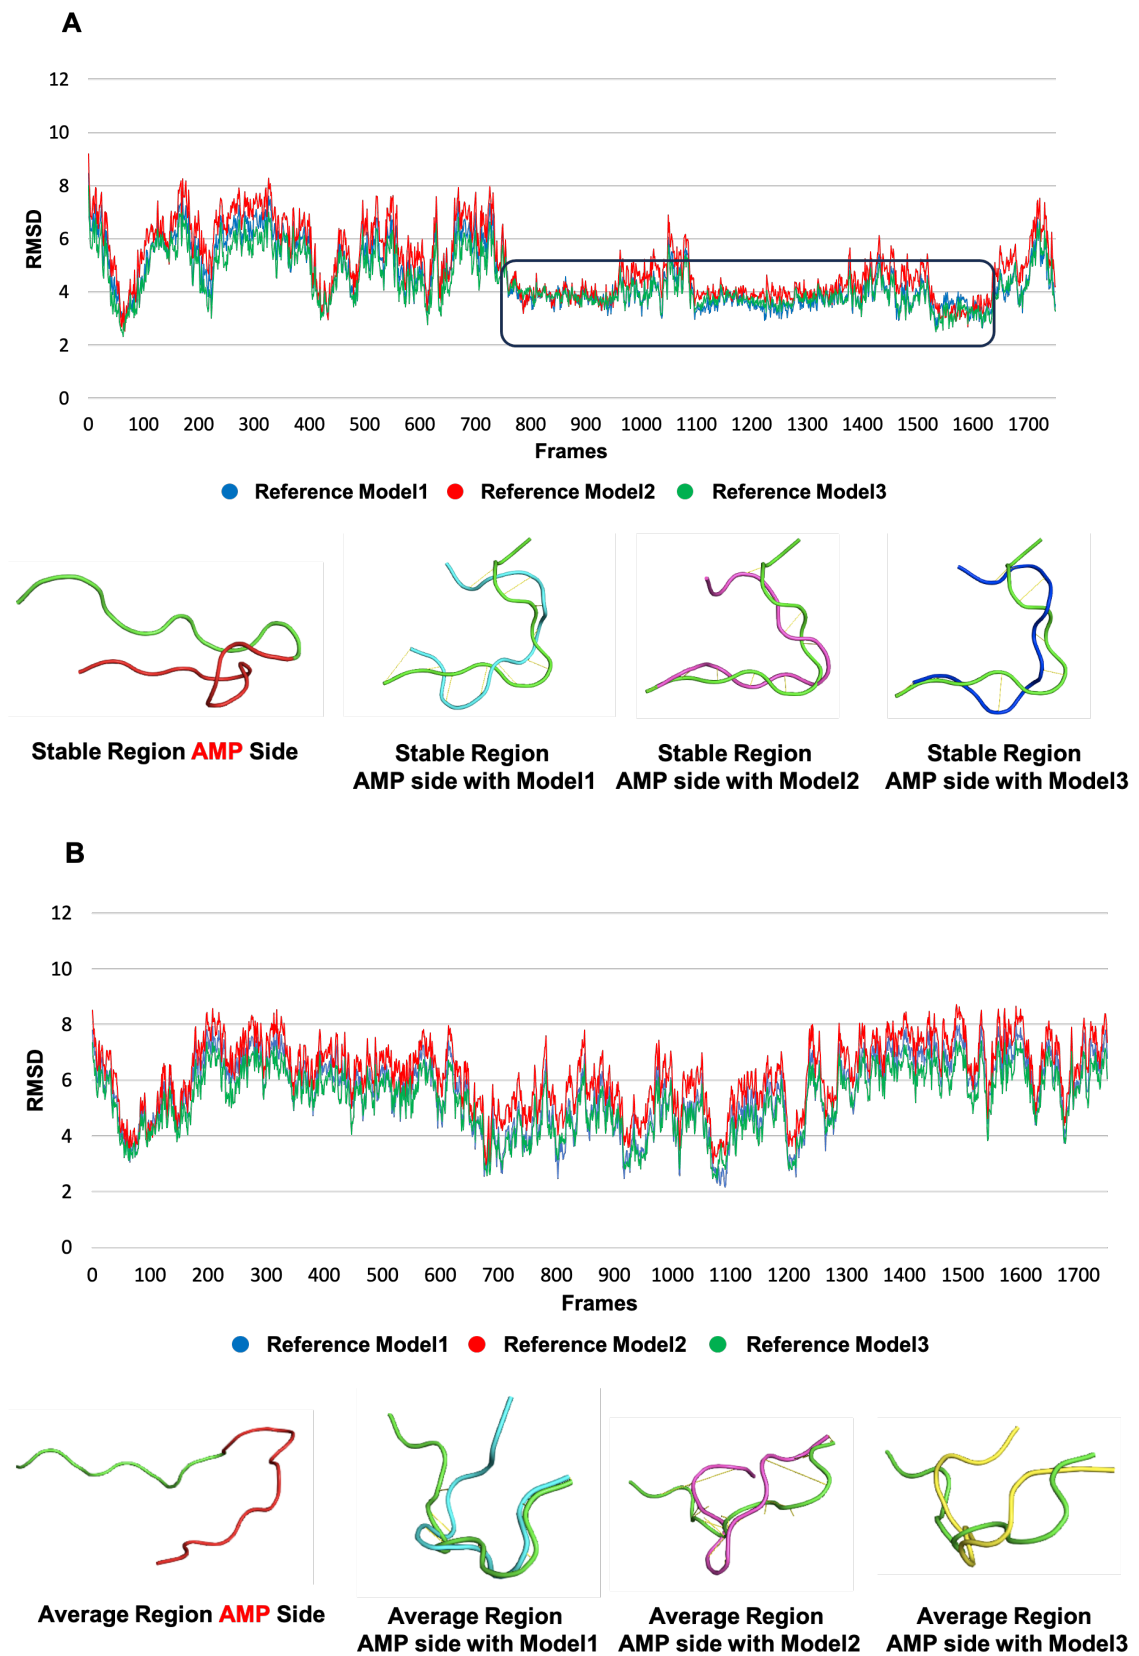 A
12
10
8
6
4
2
0
RMSD
0 100 200 300 400 500 600 700 800 900 1000 1100 1200 1300 1400 1500 1600 1700
Frames
Reference Model1 Reference Model2 Reference Model3
Stable Region AMP Side
Stable Region
AMP side with Model1
Stable Region
AMP side with Model2
Stable Region
AMP side with Model3
B
12
10
8
6
4
2
0
RMSD
0 100 200 300 400 500 600 700 800 900 1000 1100 1200 1300 1400 1500 1600 1700
Frames
Reference Model1 Reference Model2 Reference Model3
Average Region AMP Side
Average Region
AMP side with Model1
Average Region
AMP side with Model2
Average Region
AMP side with Model3